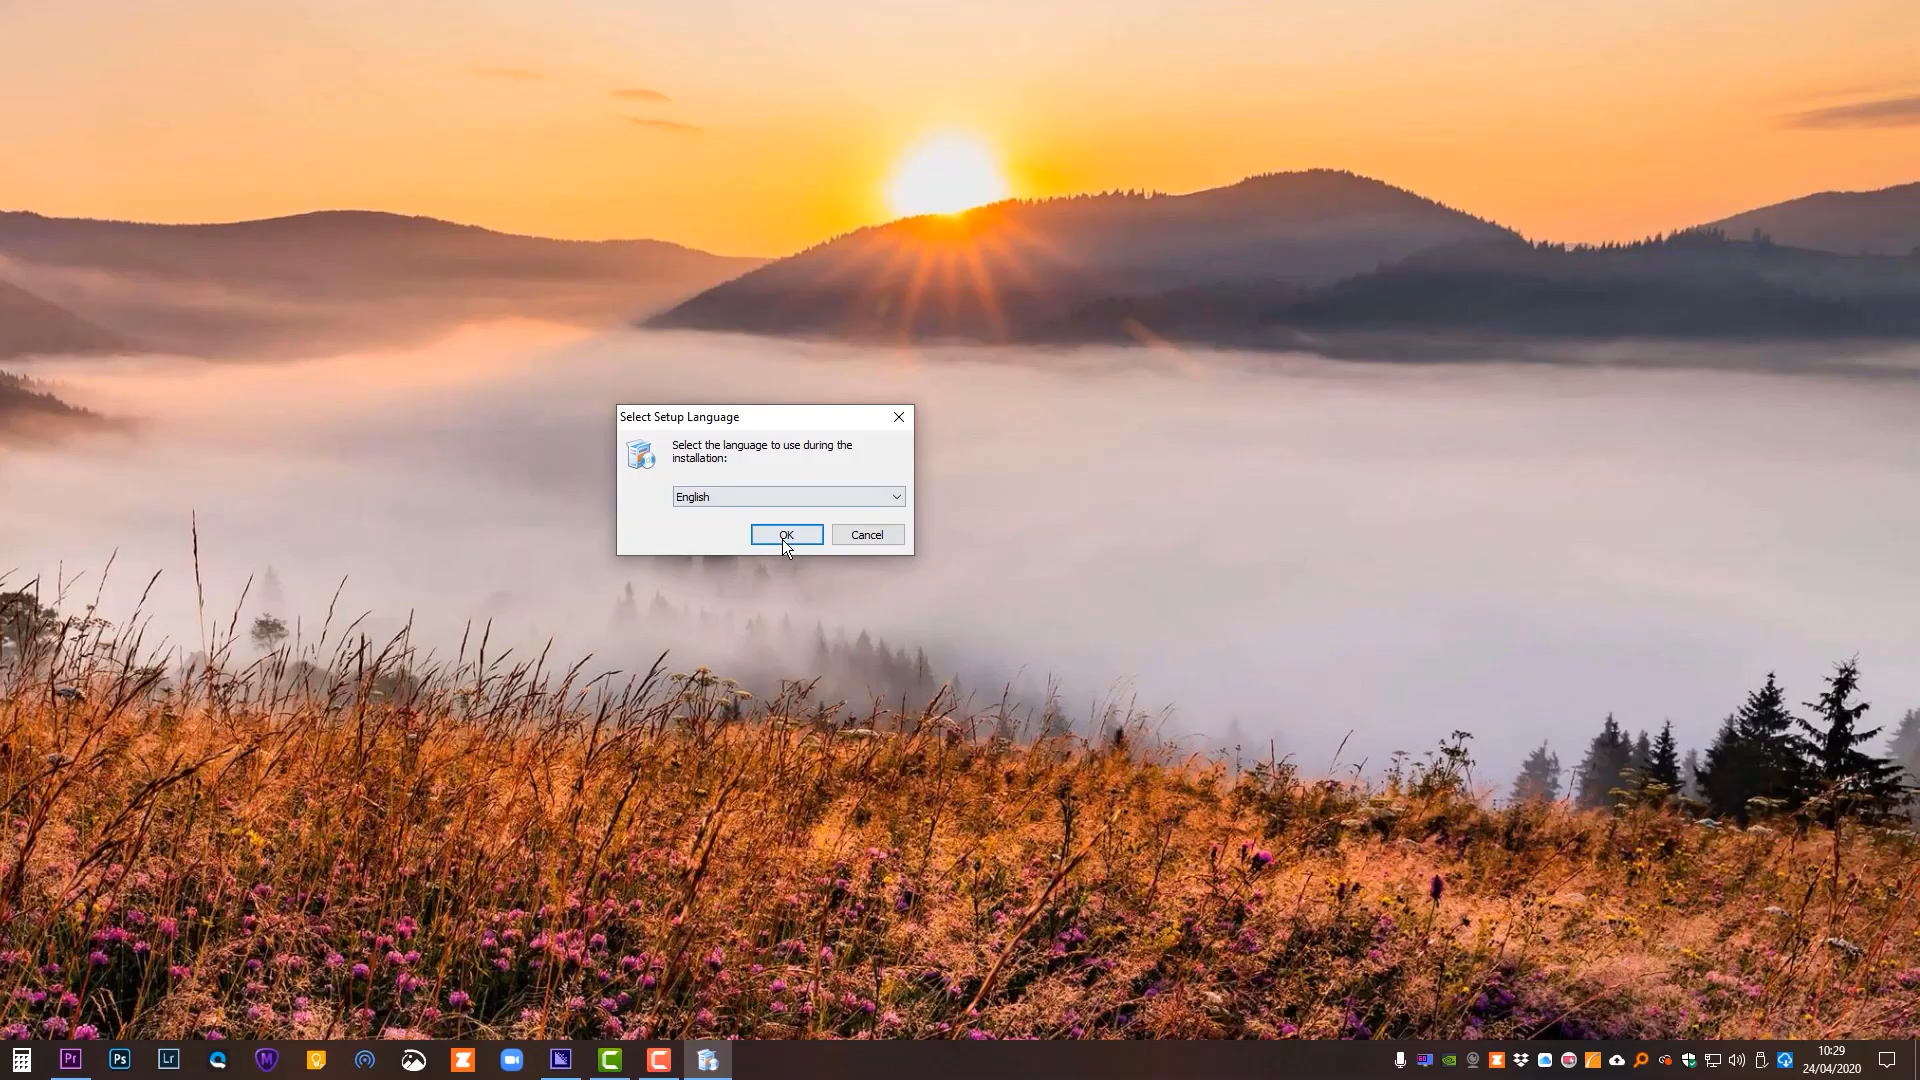 Select Setup Language
Select the language to use during the
installation:
English
OK
Cancel
Pr
Ps
Lr
10:29
24/04/2020